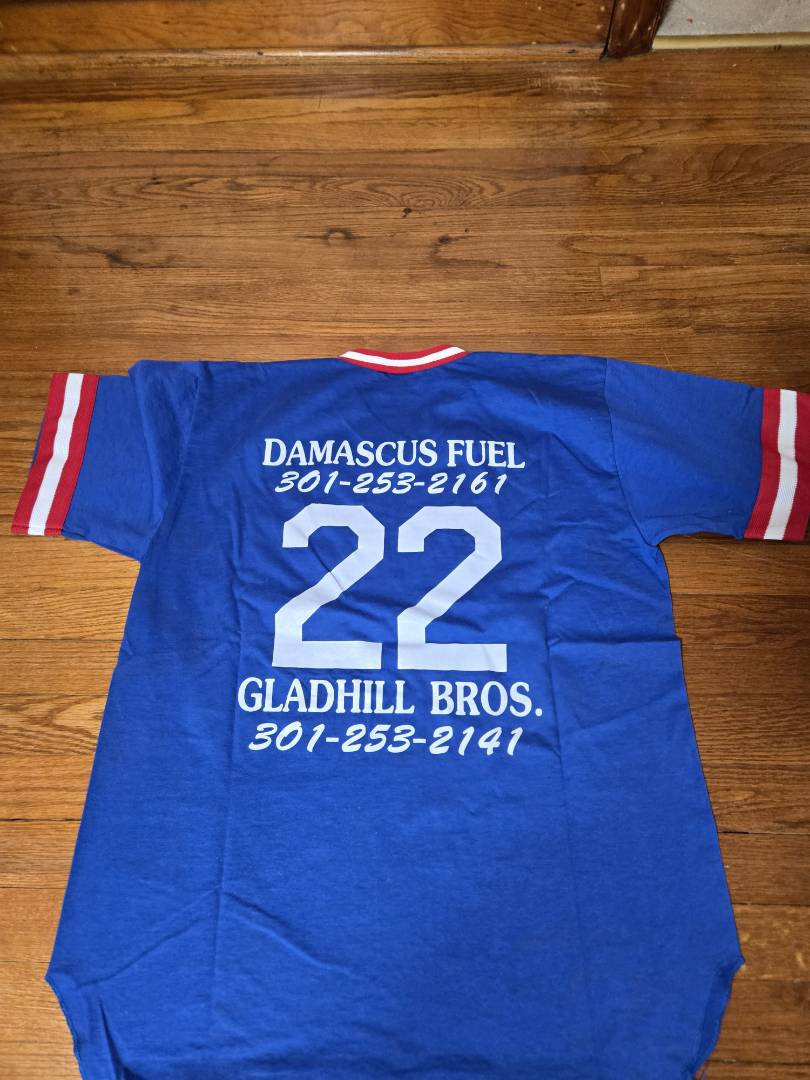 DAMASCUS FUEL
301-253-2161
22
GLADHILL BROS.
301-253-2141